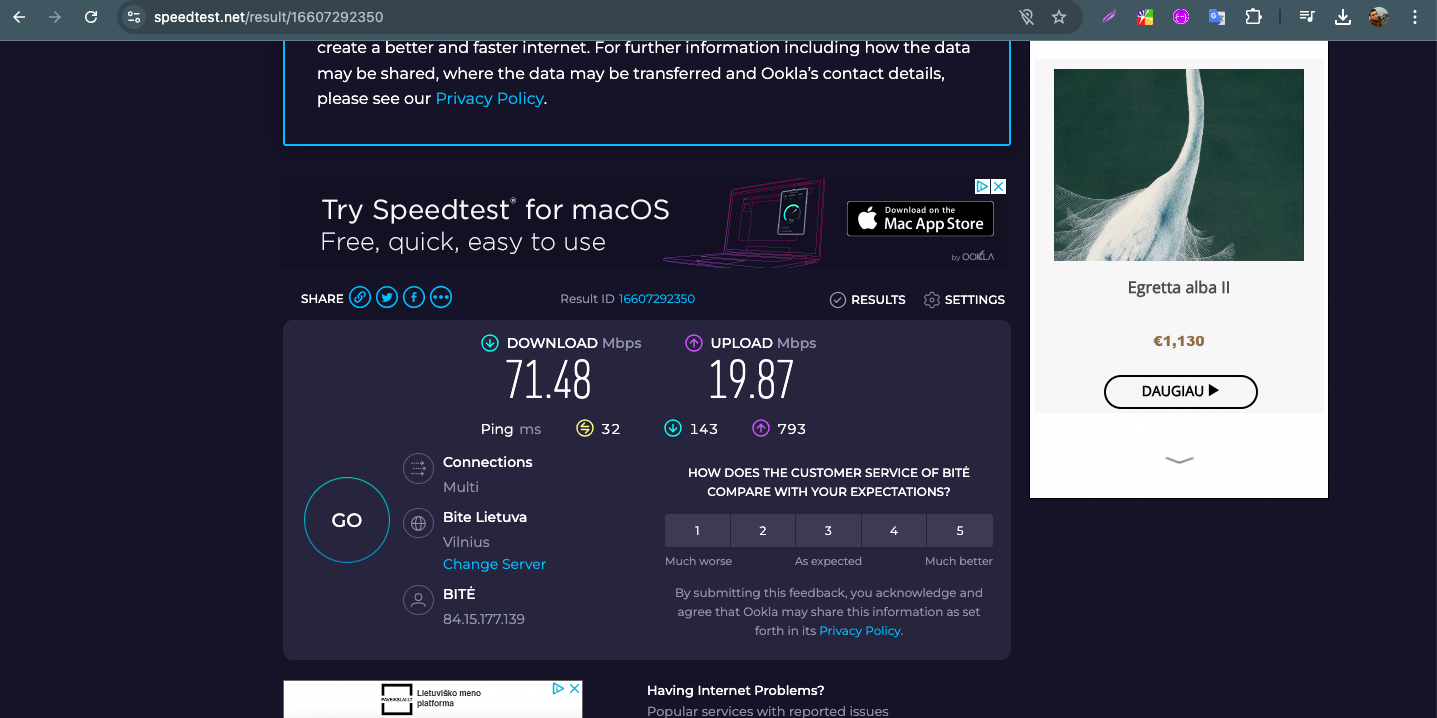 speedtest.net/result/16607292350
create a better and faster internet. For further information including how the data
may be shared, where the data may be transferred and Ookla’s contact details,
please see our Privacy Policy.
Try Speedtest® for macOS
Free, quick, easy to use
Download on the
Mac App Store
by OOKLA
SHARE
Result ID 16607292350
RESULTS
SETTINGS
DOWNLOAD Mbps
UPLOAD Mbps
71.48
19.87
Ping ms
32
143
793
GO
Connections
Multi
Bite Lietuva
Vilnius
Change Server
BITĖ
84.15.177.139
HOW DOES THE CUSTOMER SERVICE OF BITĖ
COMPARE WITH YOUR EXPECTATIONS?
1 2 3 4 5
Much worse As expected Much better
By submitting this feedback, you acknowledge and
agree that Ookla may share this information as set
forth in its Privacy Policy.
Egretta alba II
€1,130
DAUGIAU
PAVEIKSLAI.LT
Lietuviško meno
platforma
Having Internet Problems?
Popular services with reported issues